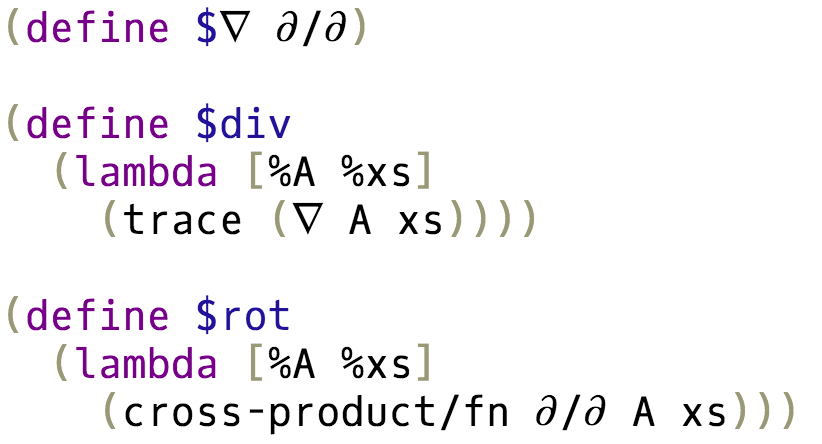 (define $∇ ∂/∂)
(define $div
(lambda [%A %xs]
(trace (∇ A xs))))
(define $rot
(lambda [%A %xs]
(cross-product/fn ∂/∂ A xs)))